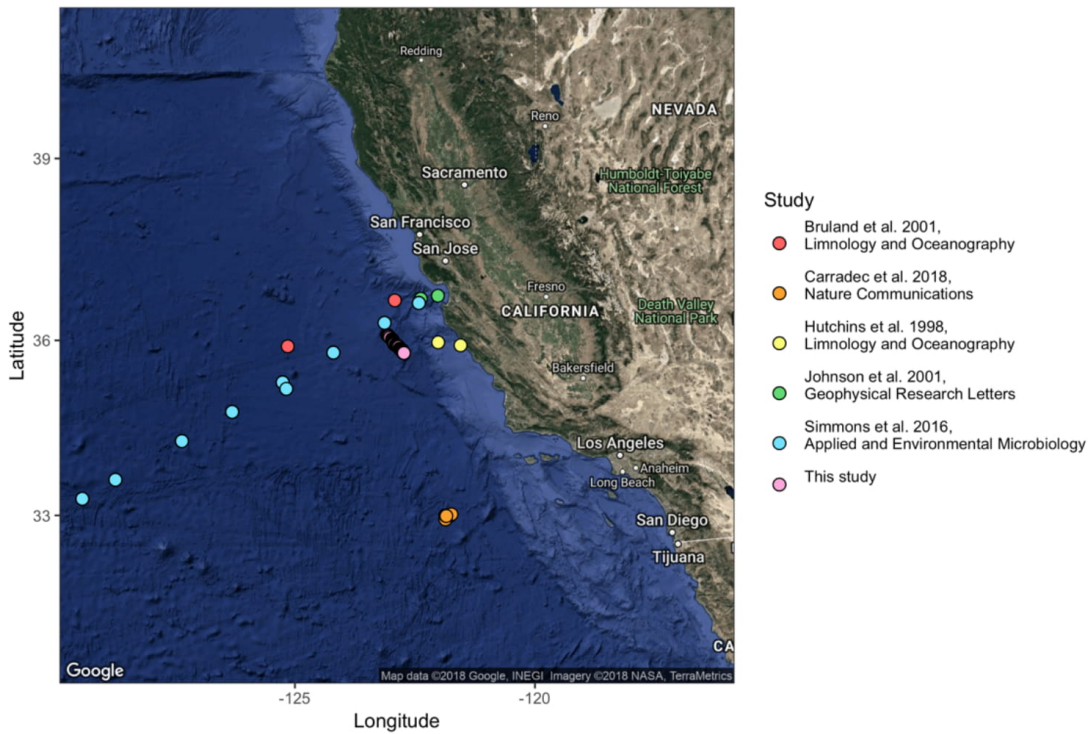 Redding
NEVADA
Reno
39
Humboldt-Toiyabe
National Forest
Sacramento
San Francisco
San Jose
Fresno
CALIFORNIA
Death Valley
National Park
36
Bakersfield
Los Angeles
Anaheim
Long Beach
33
San Diego
Tijuana
CA
Google
Map data ©2018 Google, INEGI Imagery ©2018 NASA, TerraMetrics
-125
-120
Longitude
Latitude
Study
Bruland et al. 2001,
Limnology and Oceanography
Carradec et al. 2018,
Nature Communications
Hutchins et al. 1998,
Limnology and Oceanography
Johnson et al. 2001,
Geophysical Research Letters
Simmons et al. 2016,
Applied and Environmental Microbiology
This study